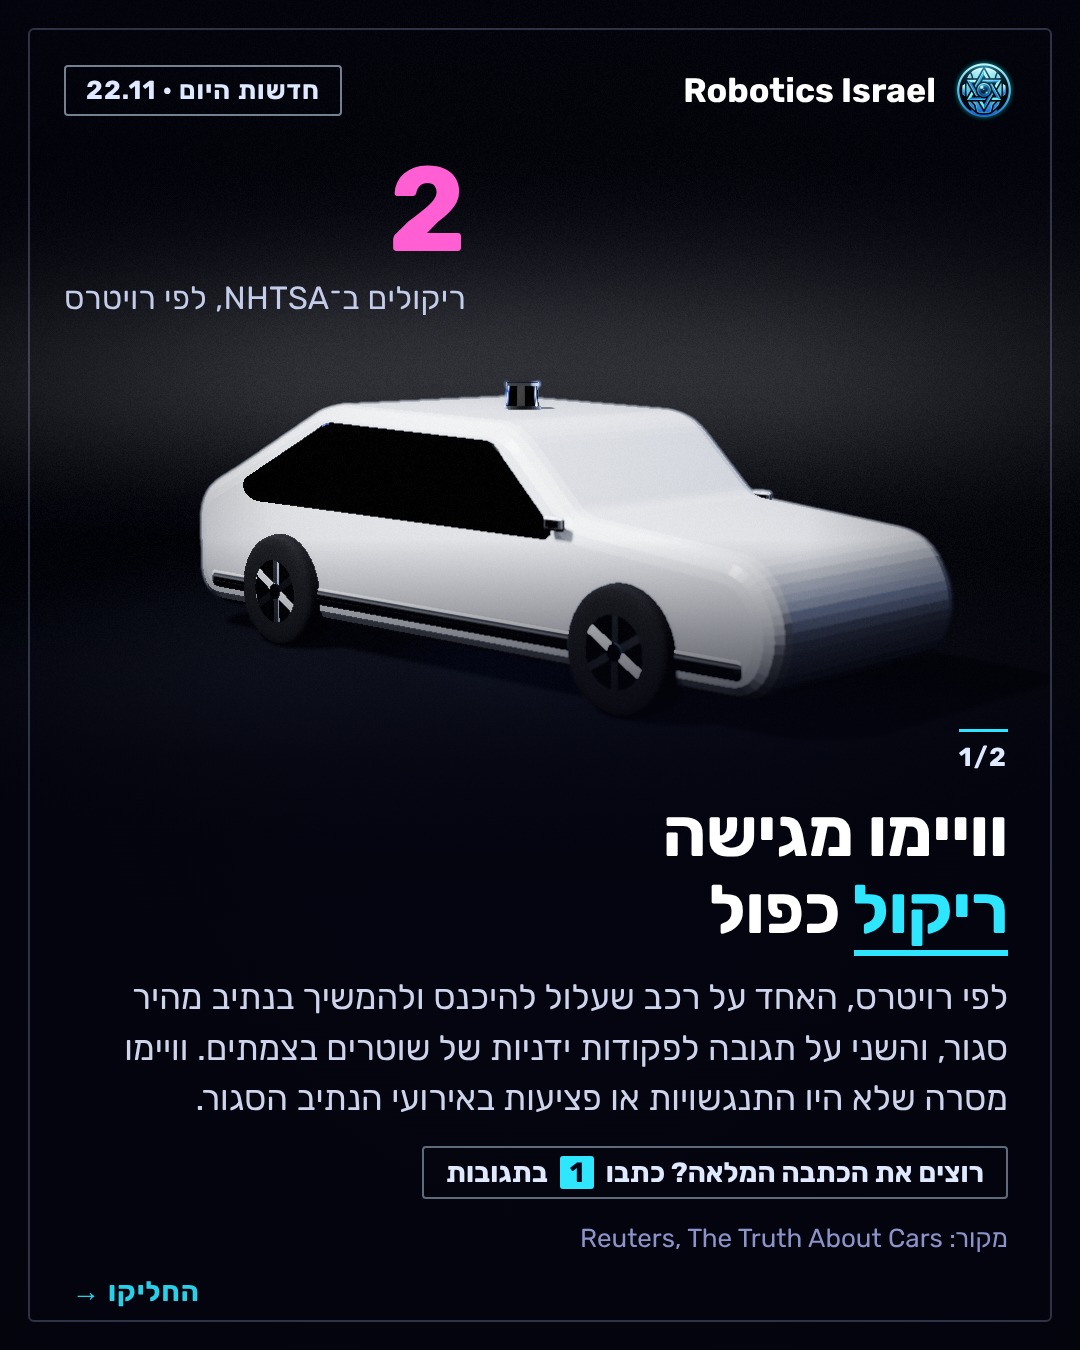 Robotics Israel
חדשות היום • 22.11
2
ריקולים ב־NHTSA, לפי רויטרס
1/2
וויימו מגישה
ריקול כפול
לפי רויטרס, האחד על רכב שעלול להיכנס ולהמשיך בנתיב מהיר
סגור, והשני על תגובה לפקודות ידניות של שוטרים בצמתים. וויימו
מסרה שלא היו התנגשויות או פציעות באירועי הנתיב הסגור.
רוצים את הכתבה המלאה? כתבו 1 בתגובות
מקור: Reuters, The Truth About Cars
החליקו →